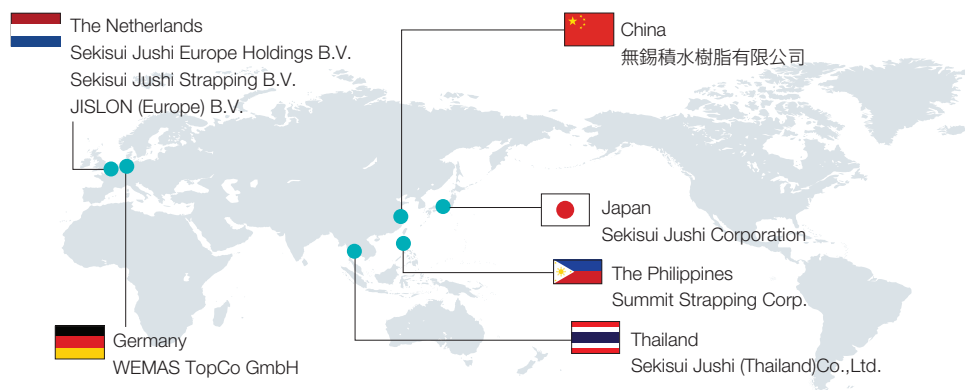 The Netherlands
Sekisui Jushi Europe Holdings B.V.
Sekisui Jushi Strapping B.V.
JISLON (Europe) B.V.
China
無錫積水樹脂有限公司
Japan
Sekisui Jushi Corporation
The Philippines
Summit Strapping Corp.
Germany
WEMAS TopCo GmbH
Thailand
Sekisui Jushi (Thailand)Co.,Ltd.